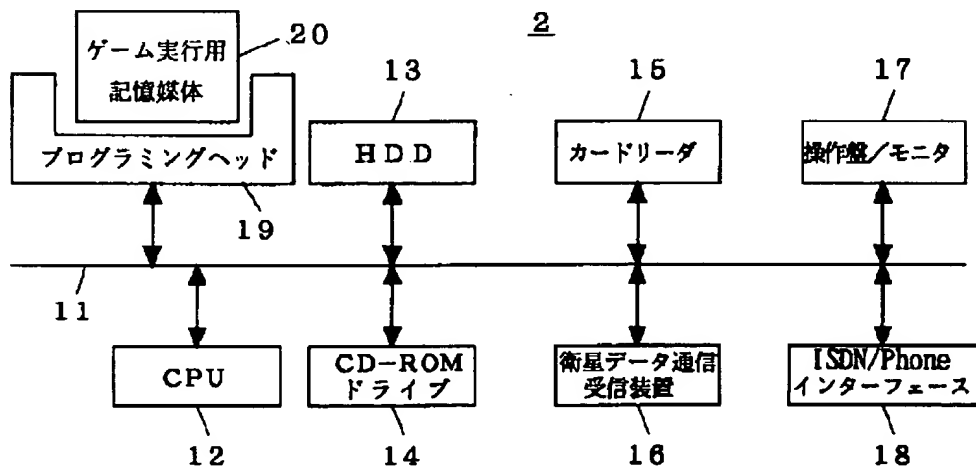 2
20
ゲーム実行用
記憶媒体
プログラミングヘッド
19
13
HDD
15
カードリーダ
17
操作盤/モニタ
11
CPU
12
CD-ROM
ドライブ
14
衛星データ通信
受信装置
16
ISDN/Phone
インターフェース
18